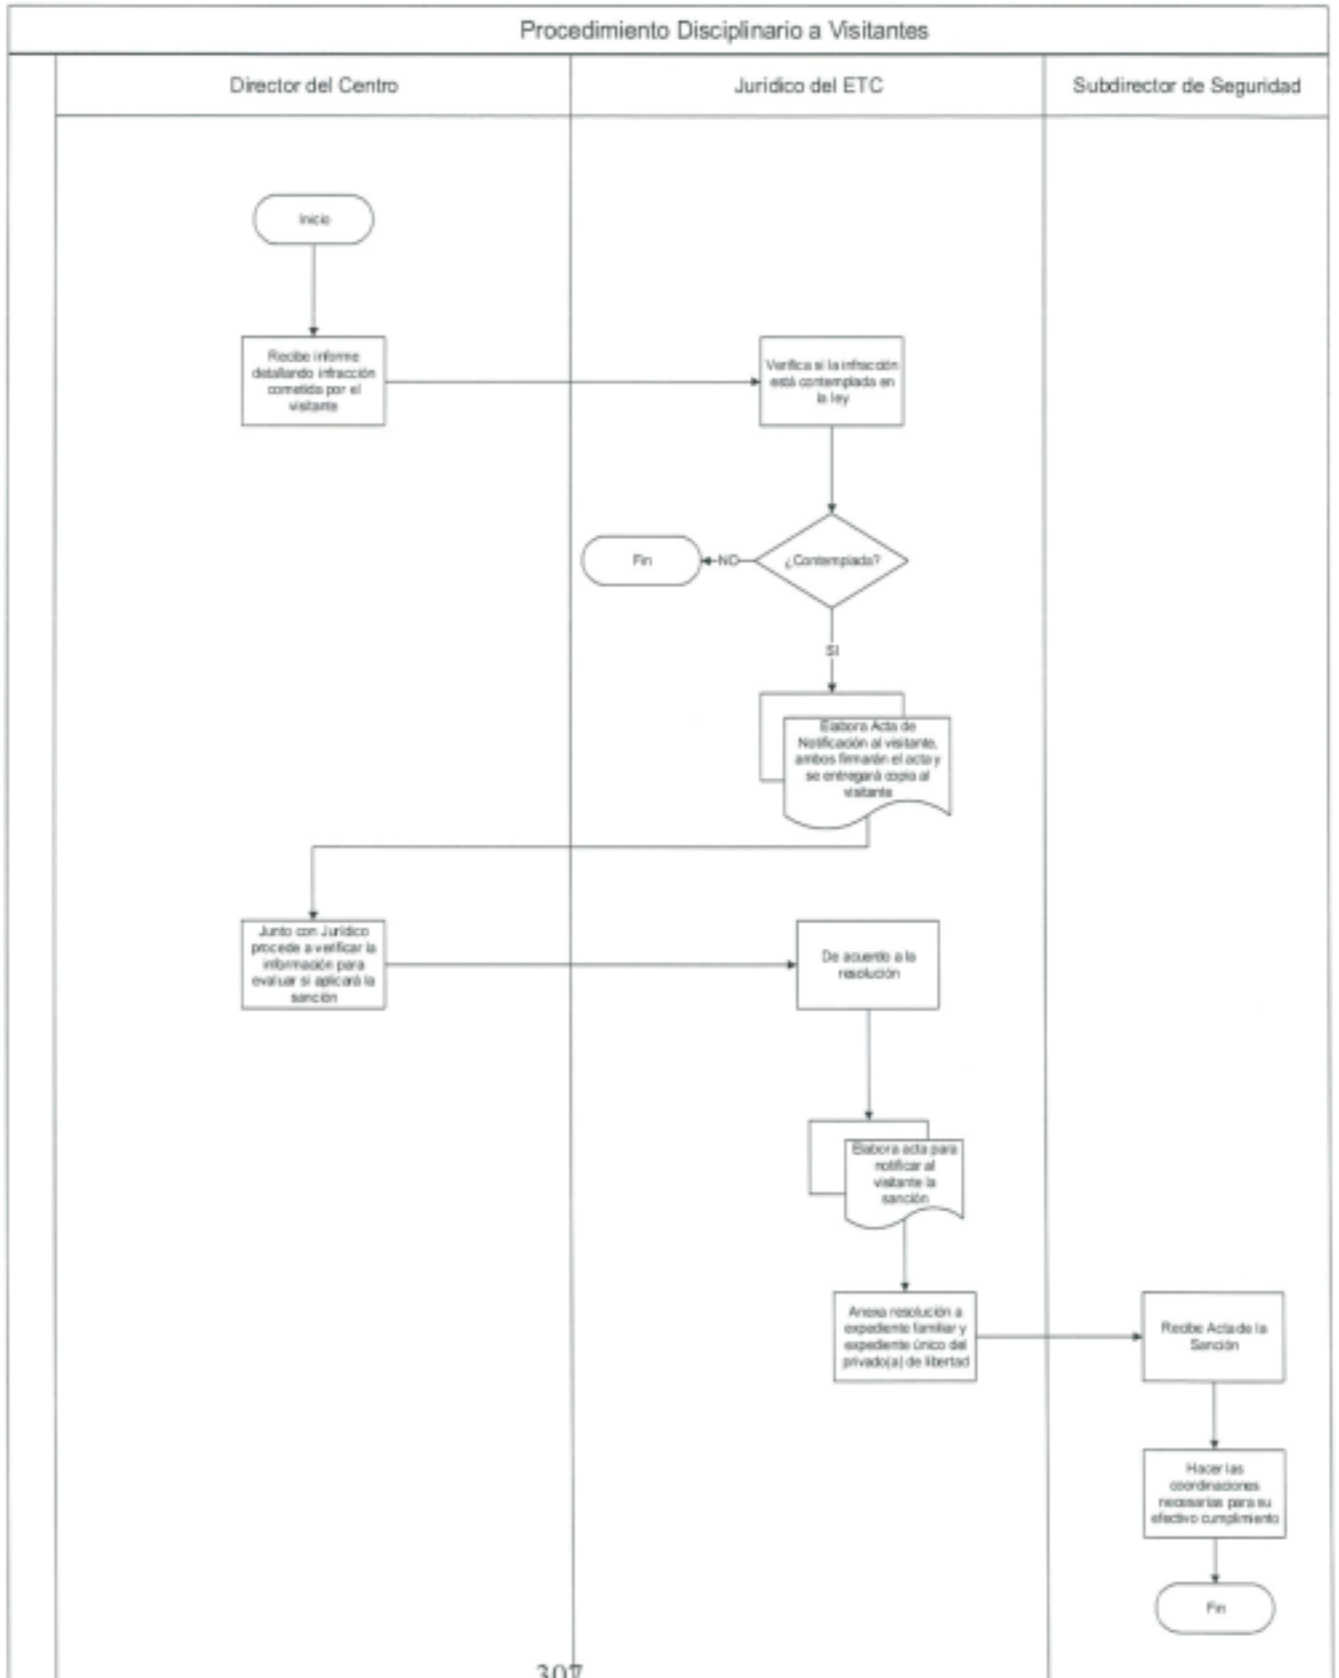 Procedimiento Disciplinario a Visitantes
Director del Centro
Jurídico del ETC
Subdirector de Seguridad
Inicio
Recibe informe
detallando infracción
cometida por el
visitante
Verifica si la infracción
está contemplada en
la ley
¿Contemplada?
NO
Fin
SI
Elabora Acta de
Notificación al visitante,
ambos firmarán el acta y
se entregará copia al
visitante
Junto con Jurídico
procede a verificar la
información para
evaluar si aplicará la
sanción
De acuerdo a la
resolución
Elabora acta para
notificar al
visitante la
sanción
Anexa resolución a
expediente familiar y
expediente único del
privado(a) de libertad
Recibe Acta de la
Sanción
Hacer las
coordinaciones
necesarias para su
efectivo cumplimiento
Fin
307